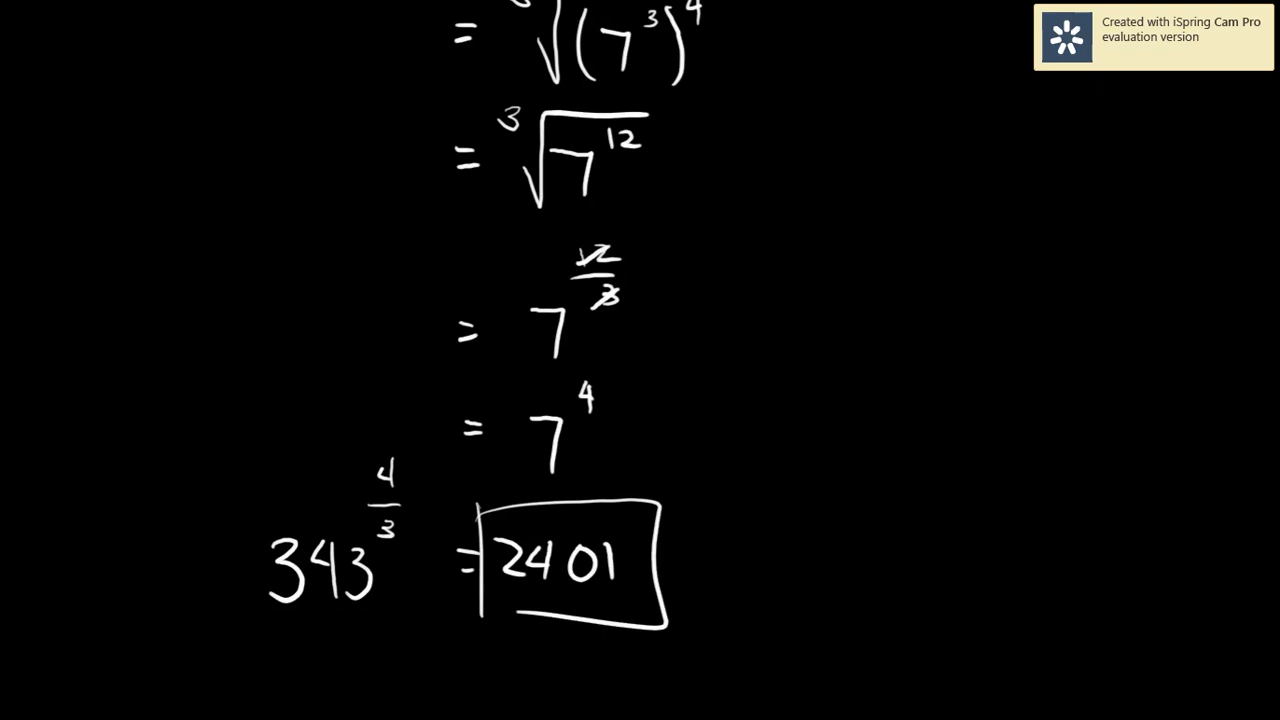 = ∛(7³)⁴
Created with iSpring Cam Pro
evaluation version
= ∛7¹²
= 7^(12/3)
= 7⁴
343^(4/3) = 2401